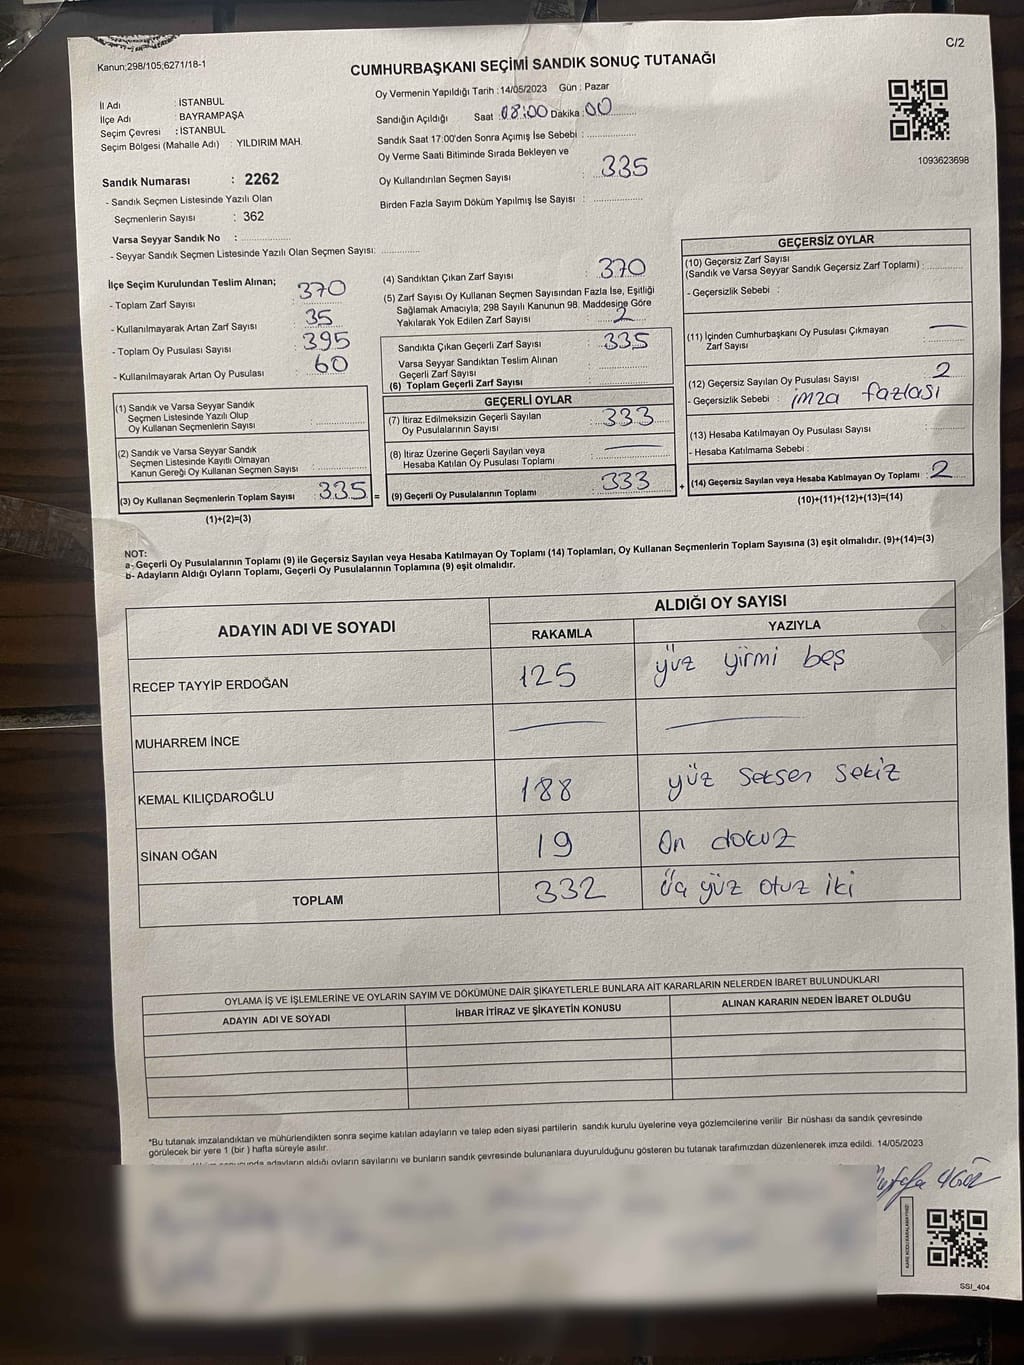 Kanun;298/105;6271/18-1
C/2
CUMHURBAŞKANI SEÇİMİ SANDIK SONUÇ TUTANAĞI
İl Adı : İSTANBUL
İlçe Adı : BAYRAMPAŞA
Seçim Çevresi : İSTANBUL
Seçim Bölgesi (Mahalle Adı) : YILDIRIM MAH.
Oy Vermenin Yapıldığı Tarih : 14/05/2023 Gün : Pazar
Sandığın Açıldığı Saat : 08:00 Dakika : 00
Sandık Saat 17:00'den Sonra Açımış İse Sebebi :
Oy Verme Saati Bitiminde Sırada Bekleyen ve
Oy Kullandırılan Seçmen Sayısı : 335
Birden Fazla Sayım Döküm Yapılmış İse Sayısı :
1093623698
Sandık Numarası : 2262
- Sandık Seçmen Listesinde Yazılı Olan
Seçmenlerin Sayısı : 362
Varsa Seyyar Sandık No :
- Seyyar Sandık Seçmen Listesinde Yazılı Olan Seçmen Sayısı:
İlçe Seçim Kurulundan Teslim Alınan;
- Toplam Zarf Sayısı : 370
- Kullanılmayarak Artan Zarf Sayısı : 35
- Toplam Oy Pusulası Sayısı : 395
- Kullanılmayarak Artan Oy Pusulası : 60
(1) Sandık ve Varsa Seyyar Sandık
Seçmen Listesinde Yazılı Olup
Oy Kullanan Seçmenlerin Sayısı :
(2) Sandık ve Varsa Seyyar Sandık
Seçmen Listesinde Kayıtlı Olmayan
Kanun Gereği Oy Kullanan Seçmen Sayısı :
(3) Oy Kullanan Seçmenlerin Toplam Sayısı : 335 =
(1)+(2)=(3)
(4) Sandıktan Çıkan Zarf Sayısı : 370
(5) Zarf Sayısı Oy Kullanan Seçmen Sayısından Fazla İse, Eşitliği
Sağlamak Amacıyla; 298 Sayılı Kanunun 98. Maddesine Göre
Yakılarak Yok Edilen Zarf Sayısı : 2
Sandıkta Çıkan Geçerli Zarf Sayısı : 335
Varsa Seyyar Sandıktan Teslim Alınan
Geçerli Zarf Sayısı :
(6) Toplam Geçerli Zarf Sayısı :
GEÇERLİ OYLAR
(7) İtiraz Edilmeksizin Geçerli Sayılan
Oy Pusulalarının Sayısı : 333
(8) İtiraz Üzerine Geçerli Sayılan veya
Hesaba Katılan Oy Pusulası Toplamı :
(9) Geçerli Oy Pusulalarının Toplamı : 333 +
GEÇERSİZ OYLAR
(10) Geçersiz Zarf Sayısı
(Sandık ve Varsa Seyyar Sandık Geçersiz Zarf Toplamı) :
- Geçersizlik Sebebi :
(11) İçinden Cumhurbaşkanı Oy Pusulası Çıkmayan
Zarf Sayısı :
(12) Geçersiz Sayılan Oy Pusulası Sayısı : 2
- Geçersizlik Sebebi : imza fazlası
(13) Hesaba Katılmayan Oy Pusulası Sayısı
- Hesaba Katılmama Sebebi :
(14) Geçersiz Sayılan veya Hesaba Katılmayan Oy Toplamı : 2
(10)+(11)+(12)+(13)=(14)
NOT:
a- Geçerli Oy Pusulalarının Toplamı (9) ile Geçersiz Sayılan veya Hesaba Katılmayan Oy Toplamı (14) Toplamları, Oy Kullanan Seçmenlerin Toplam Sayısına (3) eşit olmalıdır. (9)+(14)=(3)
b- Adayların Aldığı Oyların Toplamı, Geçerli Oy Pusulalarının Toplamına (9) eşit olmalıdır.
ADAYIN ADI VE SOYADI
ALDIĞI OY SAYISI
RAKAMLA YAZIYLA
RECEP TAYYİP ERDOĞAN 125 yüz yirmi beş
MUHARREM İNCE
KEMAL KILIÇDAROĞLU 188 yüz seksen sekiz
SİNAN OĞAN 19 On dokuz
TOPLAM 332 Üç yüz otuz iki
OYLAMA İŞ VE İŞLEMLERİNE VE OYLARIN SAYIM VE DÖKÜMÜNE DAİR ŞİKAYETLERLE BUNLARA AİT KARARLARIN NELERDEN İBARET BULUNDUKLARI
ADAYIN ADI VE SOYADI İHBAR İTİRAZ VE ŞİKAYETİN KONUSU ALINAN KARARIN NEDEN İBARET OLDUĞU
*Bu tutanak imzalandıktan ve mühürlendikten sonra seçime katılan adayların ve talep eden siyasi partilerin sandık kurulu üyelerine veya gözlemcilerine verilir Bir nüshası da sandık çevresinde
görülecek bir yere 1 (bir ) hafta süreyle asılır.
adayların aldığı oyların sayılarını ve bunların sandık çevresinde bulunanlara duyurulduğunu gösteren bu tutanak tarafımızdan düzenlenerek imza edildi. 14/05/2023
SSI_404